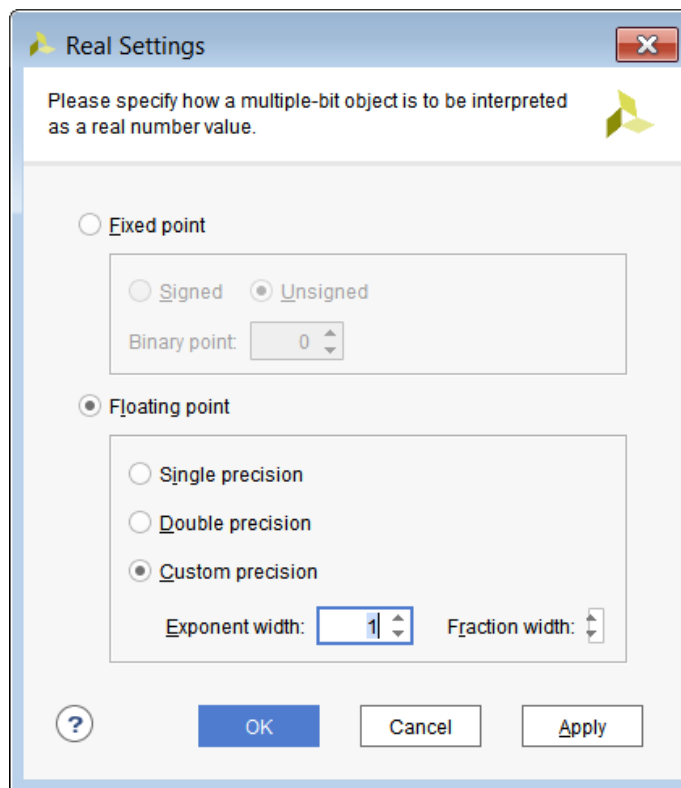 Real Settings
Please specify how a multiple-bit object is to be interpreted
as a real number value.
Fixed point
Signed Unsigned
Binary point: 0
Floating point
Single precision
Double precision
Custom precision
Exponent width: 1 Fraction width:
? OK Cancel Apply